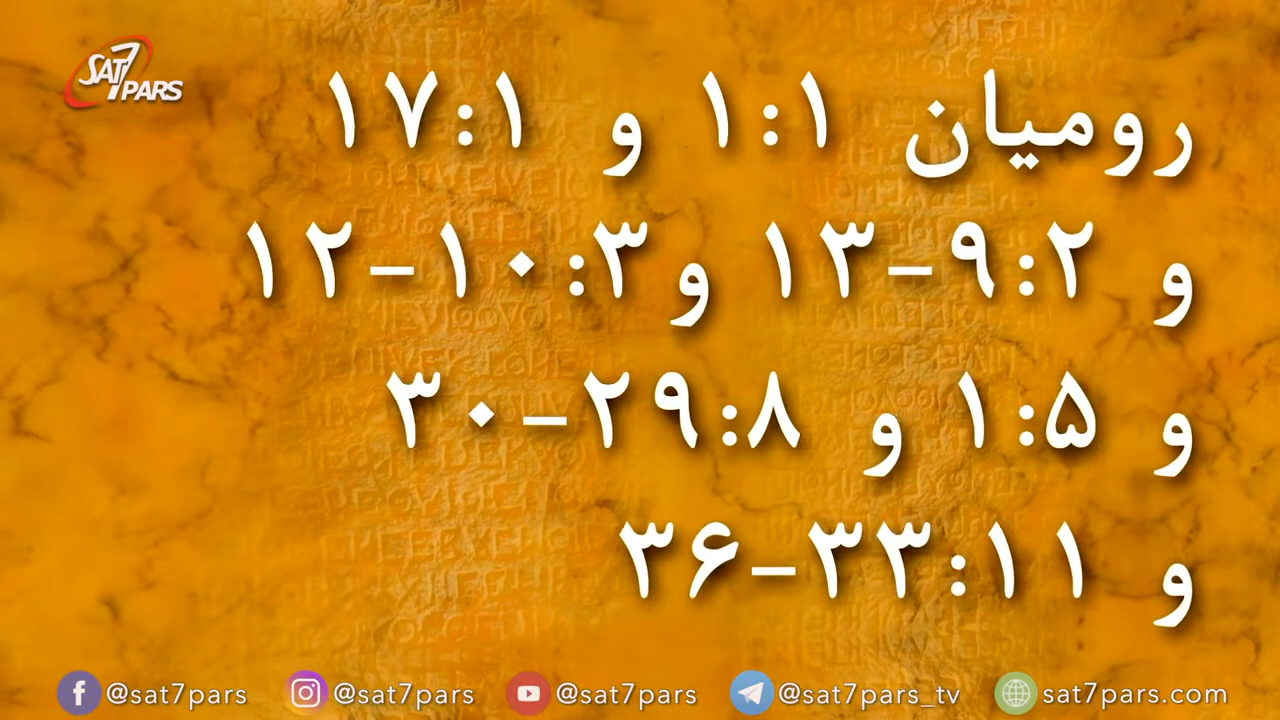 SAT7 PARS
رومیان ۱:۱ و ۱۷:۱
و ۹:۲-۱۳ و۱۰:۳-۱۲
و ۱:۵ و ۲۹:۸-۳۰
و ۳۳:۱۱-۳۶
@sat7pars @sat7pars @sat7pars @sat7pars_tv sat7pars.com